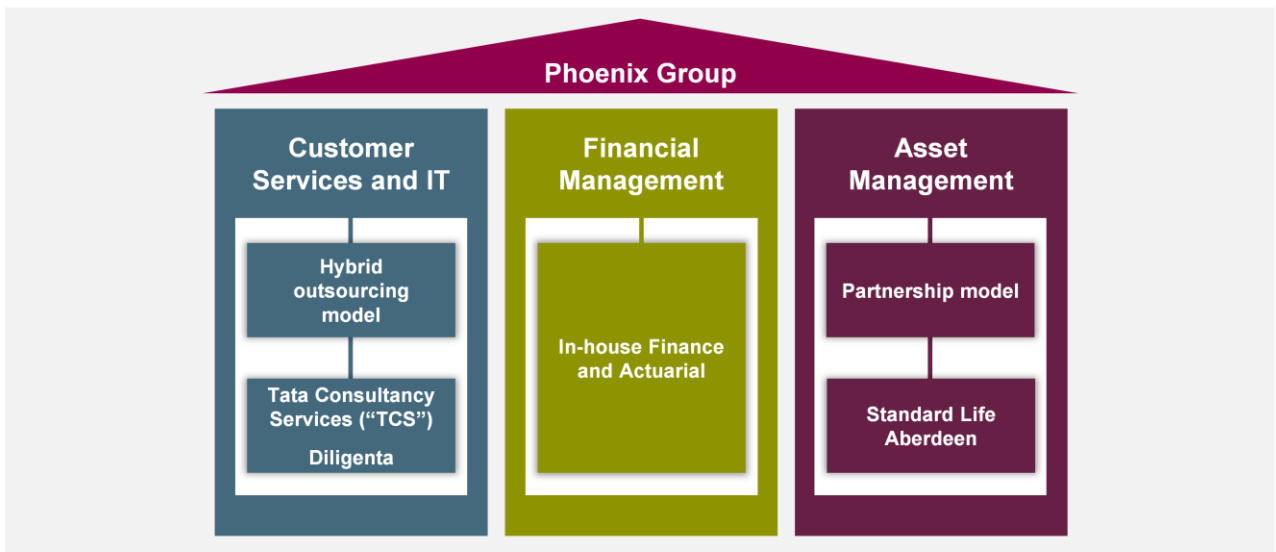 Phoenix Group
Customer
Services and IT
Hybrid
outsourcing
model
Tata Consultancy
Services (“TCS”)
Diligenta
Financial
Management
In-house Finance
and Actuarial
Asset
Management
Partnership model
Standard Life
Aberdeen